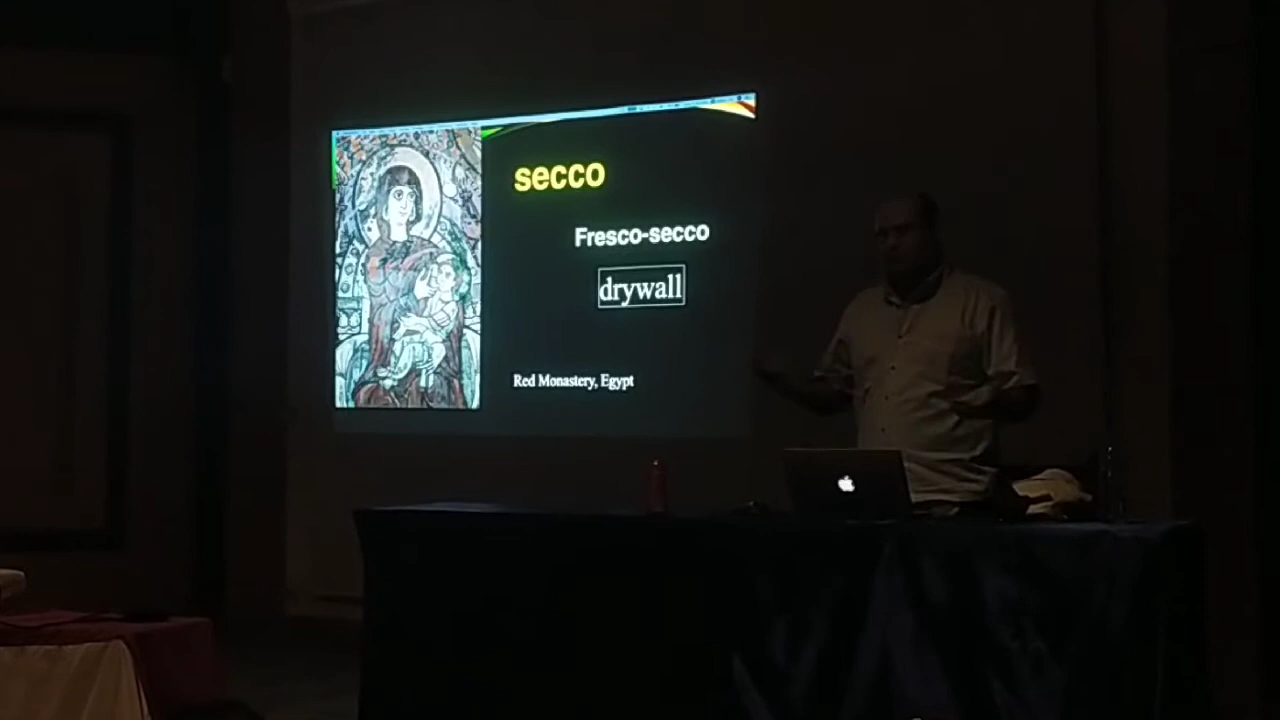 secco
Fresco-secco
drywall
Red Monastery, Egypt